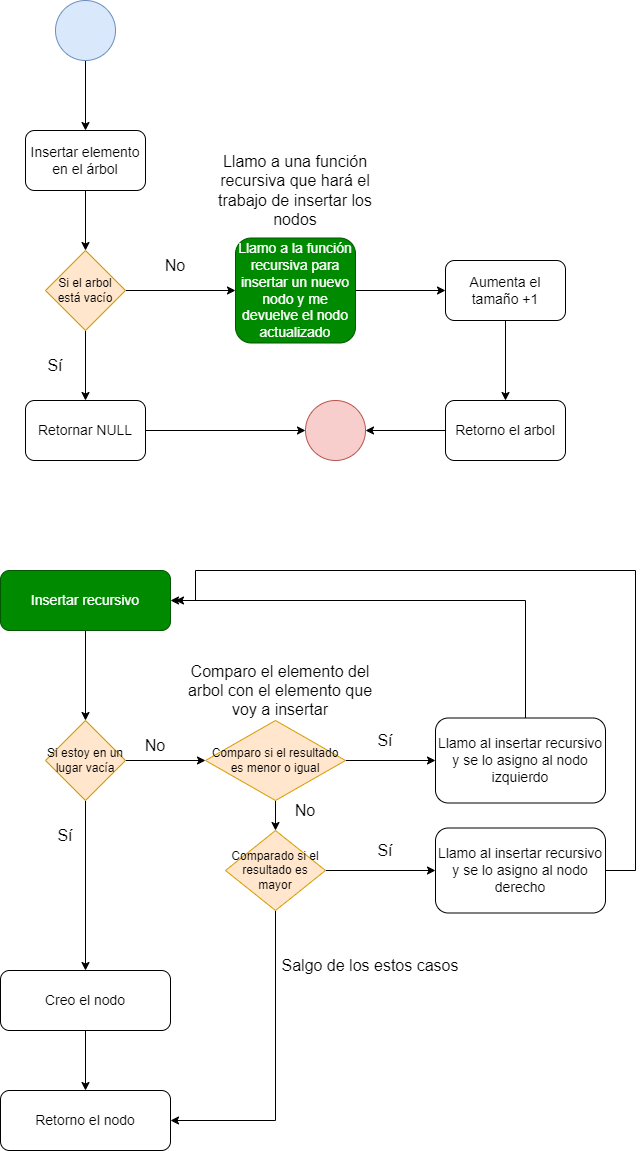 Insertar elemento
en el árbol
Llamo a una función
recursiva que hará el
trabajo de insertar los
nodos
Si el arbol
está vacío
No
Llamo a la función
recursiva para
insertar un nuevo
nodo y me
devuelve el nodo
actualizado
Aumenta el
tamaño +1
Sí
Retornar NULL
Retorno el arbol
Insertar recursivo
Comparo el elemento del
arbol con el elemento que
voy a insertar
Si estoy en un
lugar vacía
No
Comparo si el resultado
es menor o igual
Sí
Llamo al insertar recursivo
y se lo asigno al nodo
izquierdo
No
Sí
Comparado si el
resultado es
mayor
Sí
Llamo al insertar recursivo
y se lo asigno al nodo
derecho
Salgo de los estos casos
Creo el nodo
Retorno el nodo